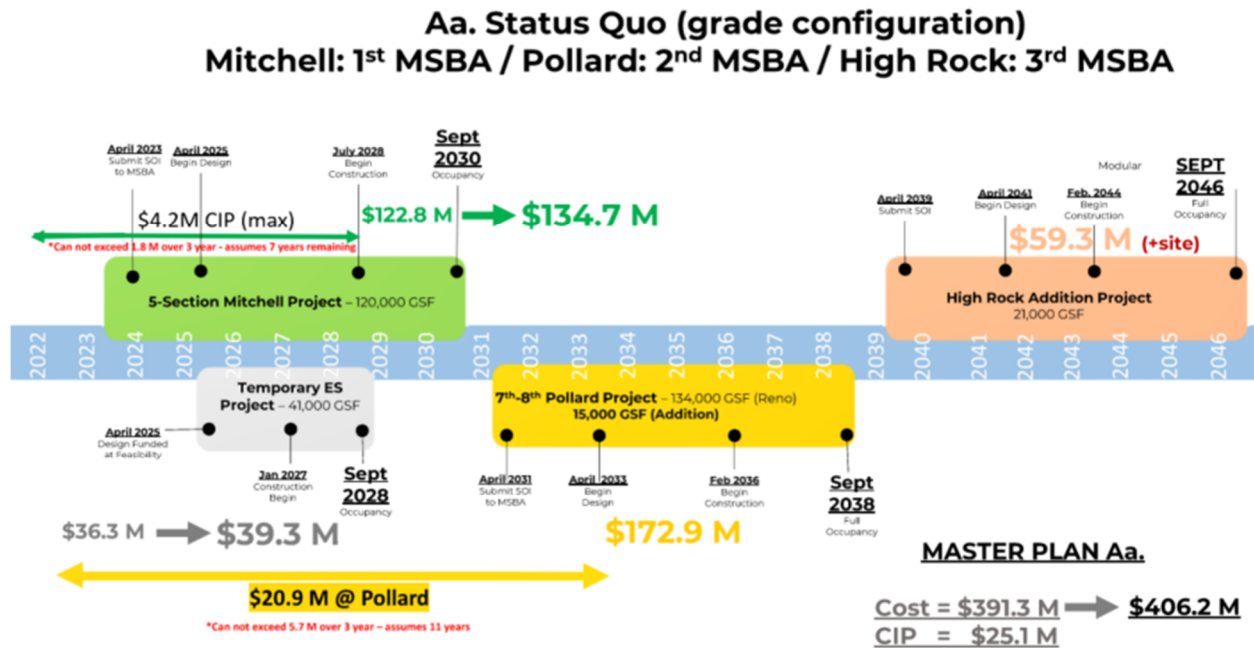 Aa. Status Quo (grade configuration)
Mitchell: 1st MSBA / Pollard: 2nd MSBA / High Rock: 3rd MSBA
April 2023
Submit SOI
to MSBA
April 2025
Begin Design
July 2028
Begin
Construction
Sept
2030
Occupancy
$4.2M CIP (max)
*Can not exceed 1.8 M over 3 year - assumes 7 years remaining
$122.8 M
$134.7 M
5-Section Mitchell Project – 120,000 GSF
April 2039
Submit SOI
April 2041
Begin Design
Modular
Feb. 2044
Begin
Construction
SEPT
2046
Full
Occupancy
$59.3 M (+site)
High Rock Addition Project
21,000 GSF
2022 2023 2024 2025 2026 2027 2028 2029 2030 2031 2032 2033 2034 2035 2036 2037 2038 2039 2040 2041 2042 2043 2044 2045 2046
Temporary ES
Project – 41,000 GSF
April 2025
Design Funded
at Feasibility
Jan 2027
Construction
Begin
Sept
2028
Occupancy
$36.3 M
$39.3 M
7th-8th Pollard Project – 134,000 GSF (Reno)
15,000 GSF (Addition)
April 2031
Submit SOI
to MSBA
April 2033
Begin
Design
Feb 2036
Begin
Construction
Sept
2038
Full
Occupancy
$172.9 M
$20.9 M @ Pollard
*Can not exceed 5.7 M over 3 year – assumes 11 years
MASTER PLAN Aa.
Cost = $391.3 M
$406.2 M
CIP = $25.1 M